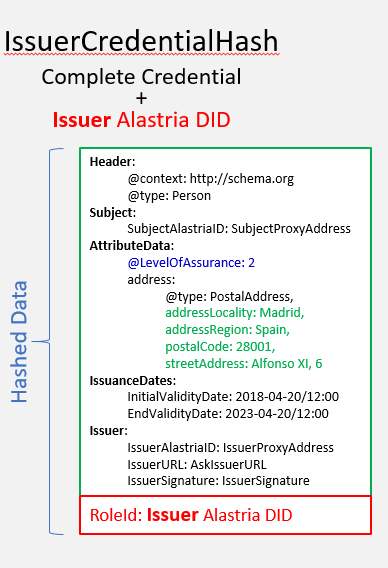 IssuerCredentialHash
Complete Credential
+
Issuer Alastria DID
Hashed Data
Header:
@context: http://schema.org
@type: Person
Subject:
SubjectAlastriaID: SubjectProxyAddress
AttributeData:
@LevelOfAssurance: 2
address:
@type: PostalAddress,
addressLocality: Madrid,
addressRegion: Spain,
postalCode: 28001,
streetAddress: Alfonso XI, 6
IssuanceDates:
InitialValidityDate: 2018-04-20/12:00
EndValidityDate: 2023-04-20/12:00
Issuer:
IssuerAlastriaID: IssuerProxyAddress
IssuerURL: AskIssuerURL
IssuerSignature: IssuerSignature
RoleId: Issuer Alastria DID